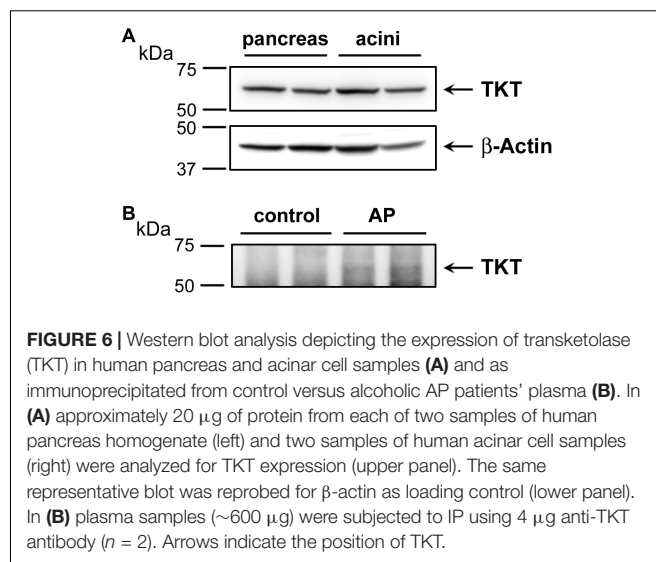 A
kDa
pancreas acini
75
TKT
50
50
β-Actin
37
B
kDa
control AP
75
TKT
50
FIGURE 6 | Western blot analysis depicting the expression of transketolase
(TKT) in human pancreas and acinar cell samples (A) and as
immunoprecipitated from control versus alcoholic AP patients’ plasma (B). In
(A) approximately 20 μg of protein from each of two samples of human
pancreas homogenate (left) and two samples of human acinar cell samples
(right) were analyzed for TKT expression (upper panel). The same
representative blot was reprobed for β-actin as loading control (lower panel).
In (B) plasma samples (∼600 μg) were subjected to IP using 4 μg anti-TKT
antibody (n = 2). Arrows indicate the position of TKT.